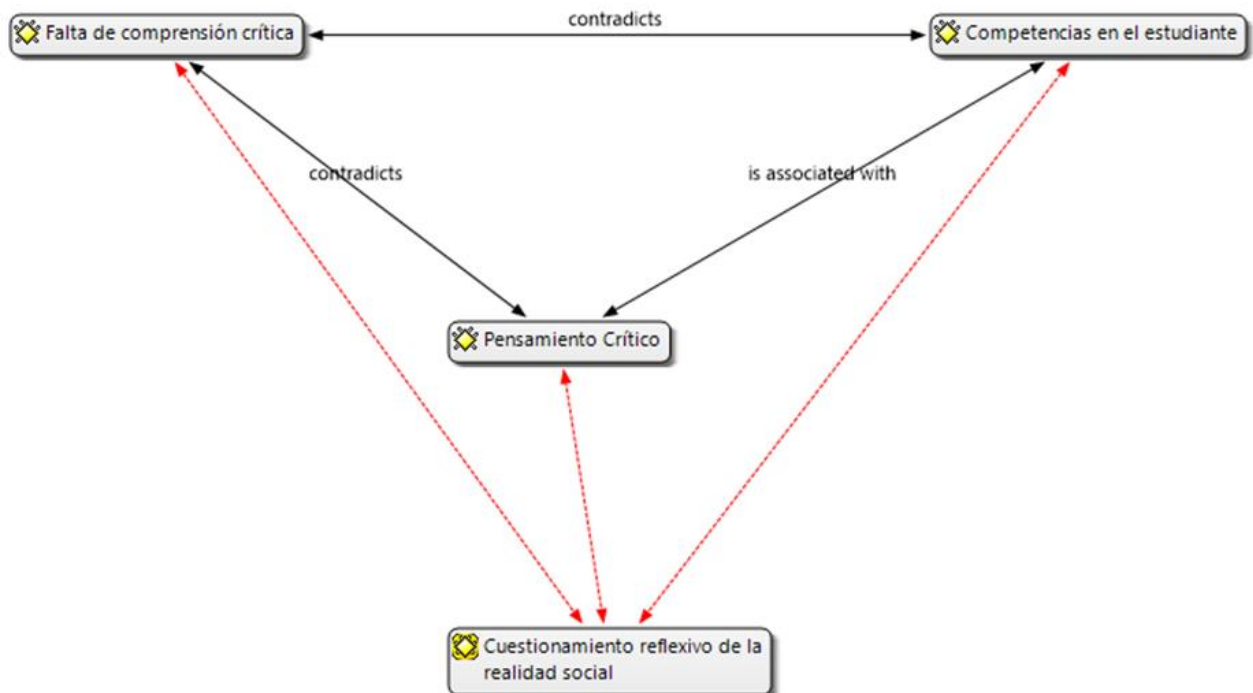 contradicts
Falta de comprensión crítica
Competencias en el estudiante
contradicts
is associated with
Pensamiento Crítico
Cuestionamiento reflexivo de la
realidad social